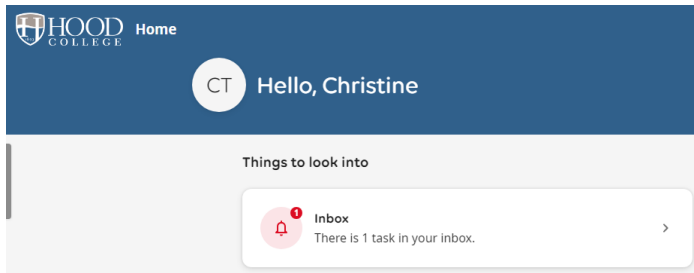 HOOD
COLLEGE
Home
CT
Hello, Christine
Things to look into
1
Inbox
There is 1 task in your inbox.